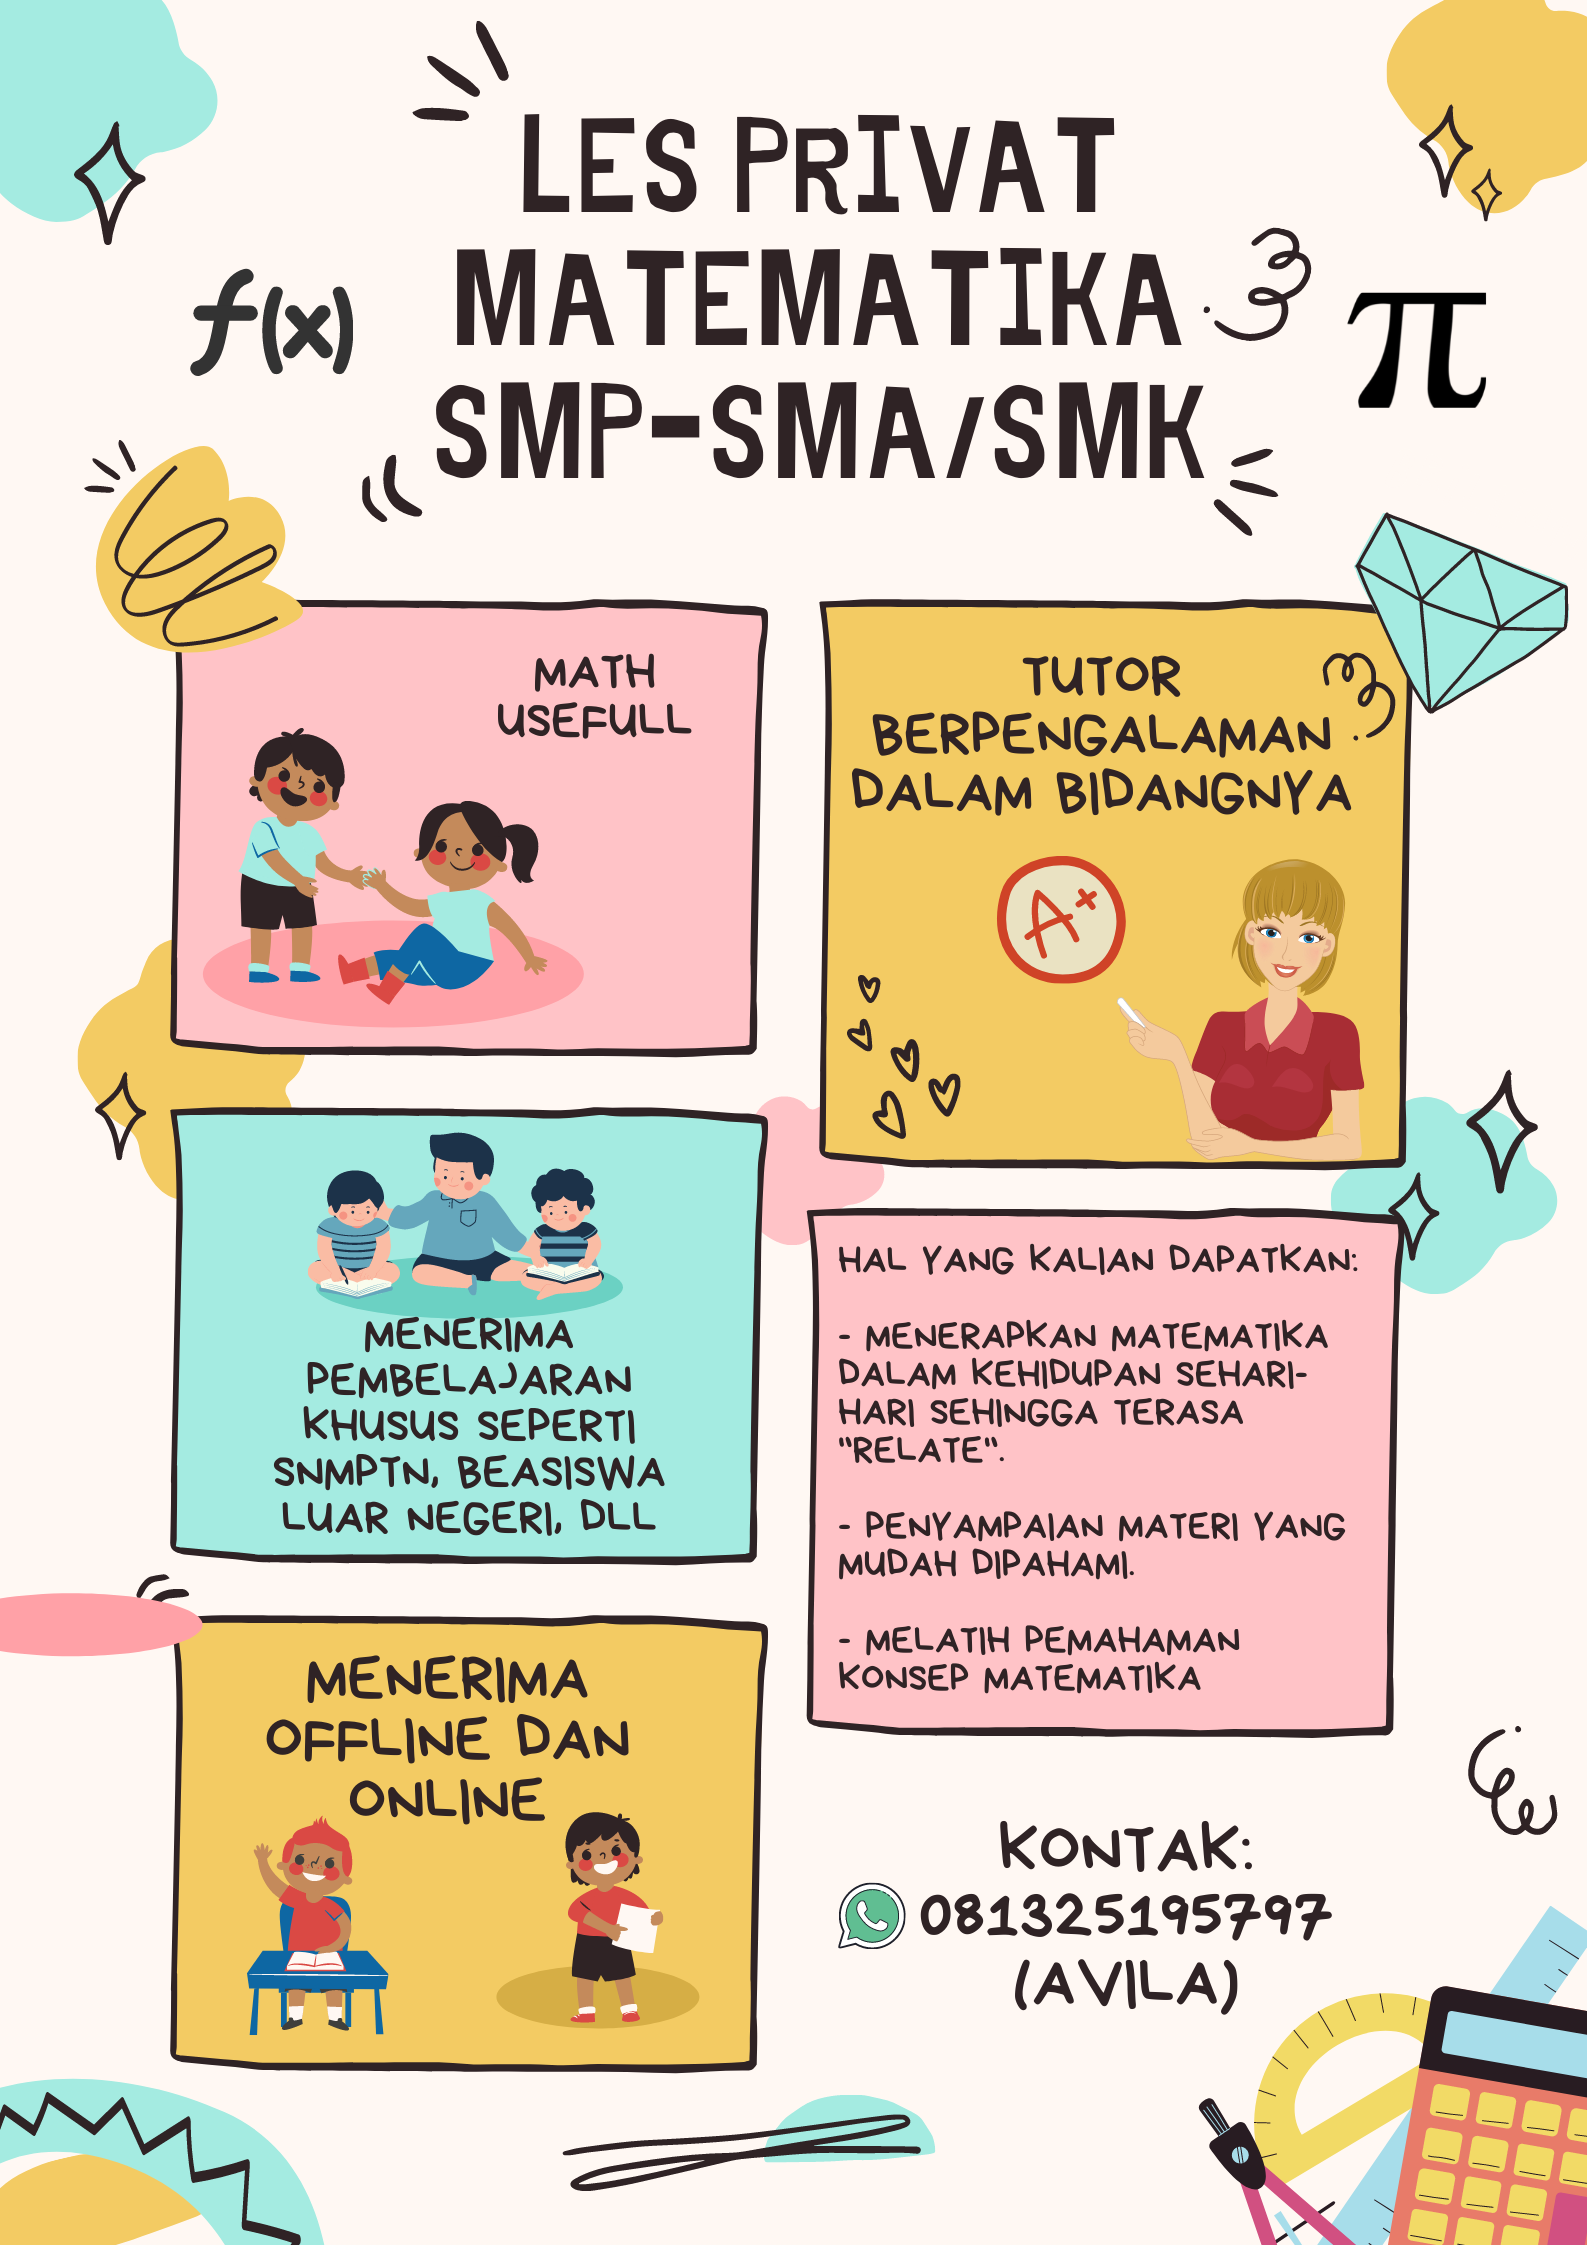 LES PRIVAT
MATEMATIKA
SMP-SMA/SMK
f(x)
π
MATH
USEFULL
TUTOR
BERPENGALAMAN
DALAM BIDANGNYA
A+
MENERIMA
PEMBELAJARAN
KHUSUS SEPERTI
SNMPTN, BEASISWA
LUAR NEGERI, DLL
HAL YANG KALIAN DAPATKAN:
- MENERAPKAN MATEMATIKA
DALAM KEHIDUPAN SEHARI-
HARI SEHINGGA TERASA
"RELATE".
- PENYAMPAIAN MATERI YANG
MUDAH DIPAHAMI.
- MELATIH PEMAHAMAN
KONSEP MATEMATIKA
MENERIMA
OFFLINE DAN
ONLINE
KONTAK:
081325195797
(AVILA)